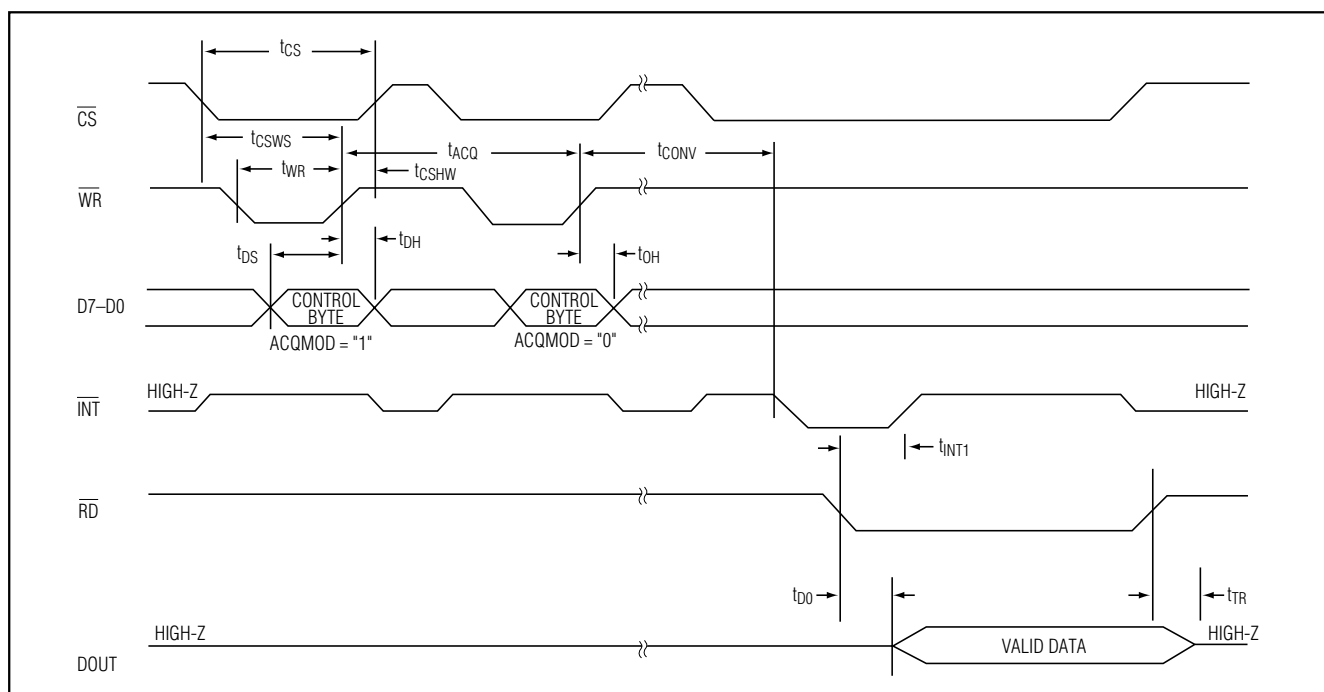 tCS
CS
tCSWS
tACQ
tCONV
tWR
tCSHW
WR
tDS
tDH
tOH
D7–D0
CONTROL BYTE
CONTROL BYTE
ACQMOD = "1"
ACQMOD = "0"
HIGH-Z
HIGH-Z
INT
tINT1
RD
tD0
tTR
HIGH-Z
VALID DATA
HIGH-Z
DOUT